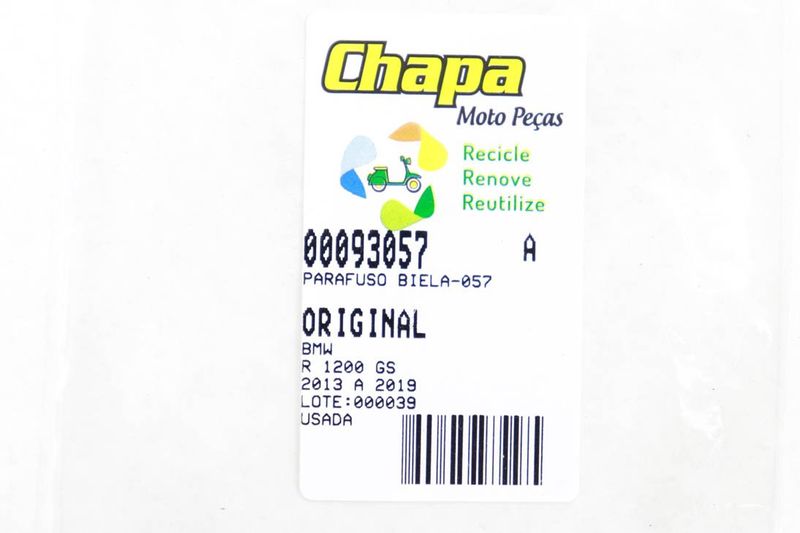 Chapa
Moto Peças
Recicle
Renove
Reutilize
00093057 A
PARAFUSO BIELA-057
ORIGINAL
BMW
R 1200 GS
2013 A 2019
LOTE:000039
USADA